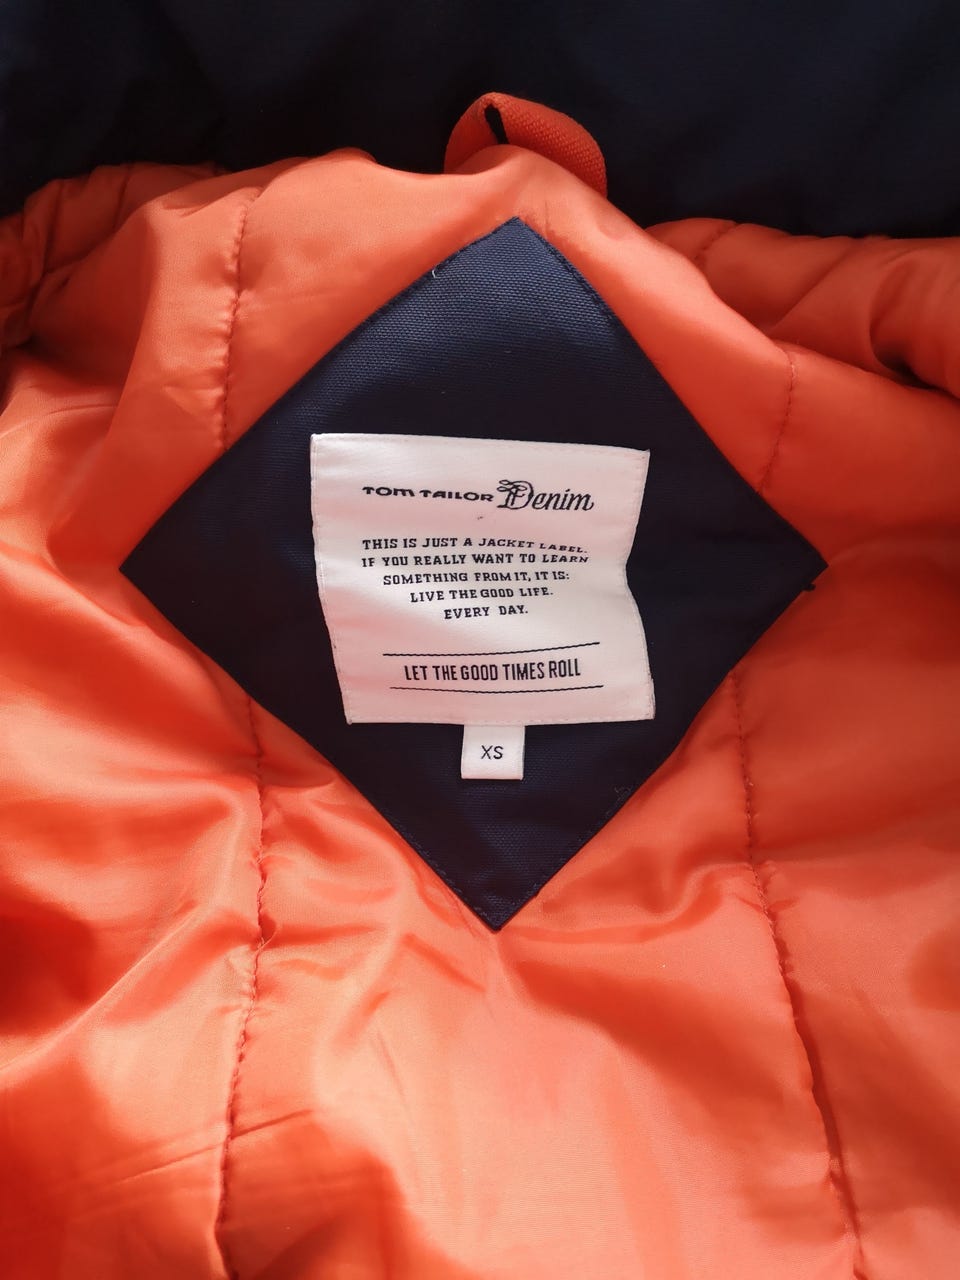 TOM TAILOR Denim
THIS IS JUST A JACKET LABEL.
IF YOU REALLY WANT TO LEARN
SOMETHING FROM IT, IT IS:
LIVE THE GOOD LIFE.
EVERY DAY.
LET THE GOOD TIMES ROLL
XS